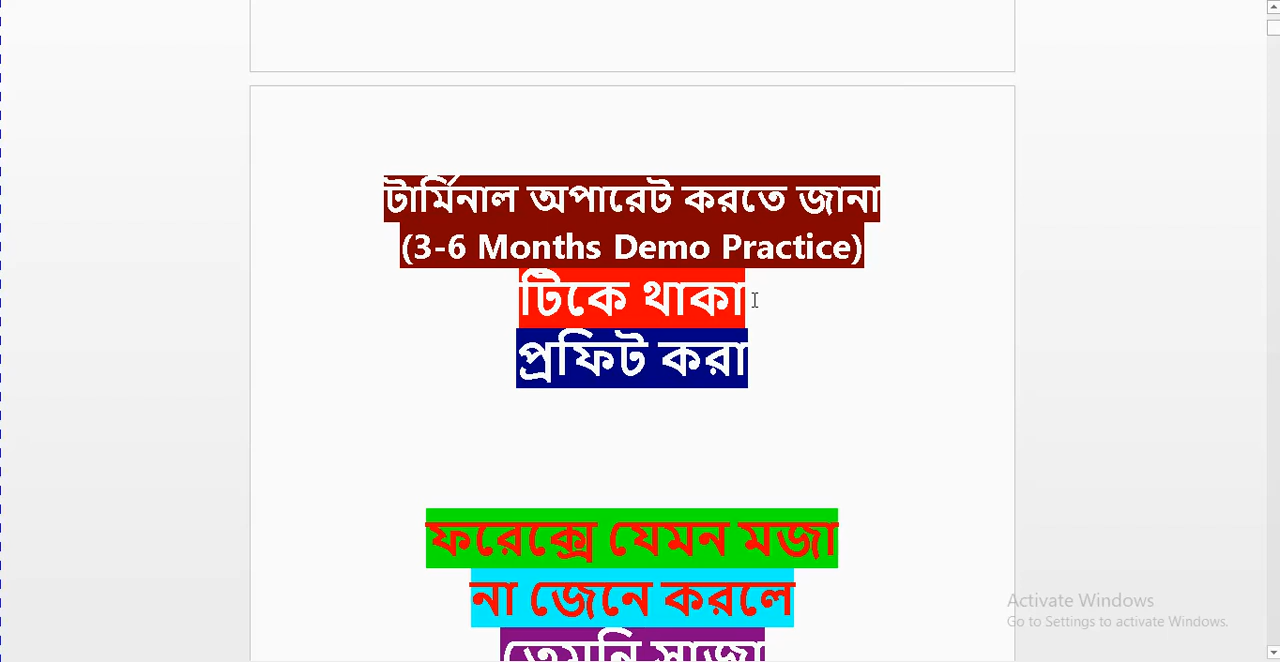 টার্মিনাল অপারেট করতে জানা
(3-6 Months Demo Practice)
টিকে থাকা
প্রফিট করা
ফরেক্সে যেমন মজা
না জেনে করলে
তেমনি সাজা
Activate Windows
Go to Settings to activate Windows.